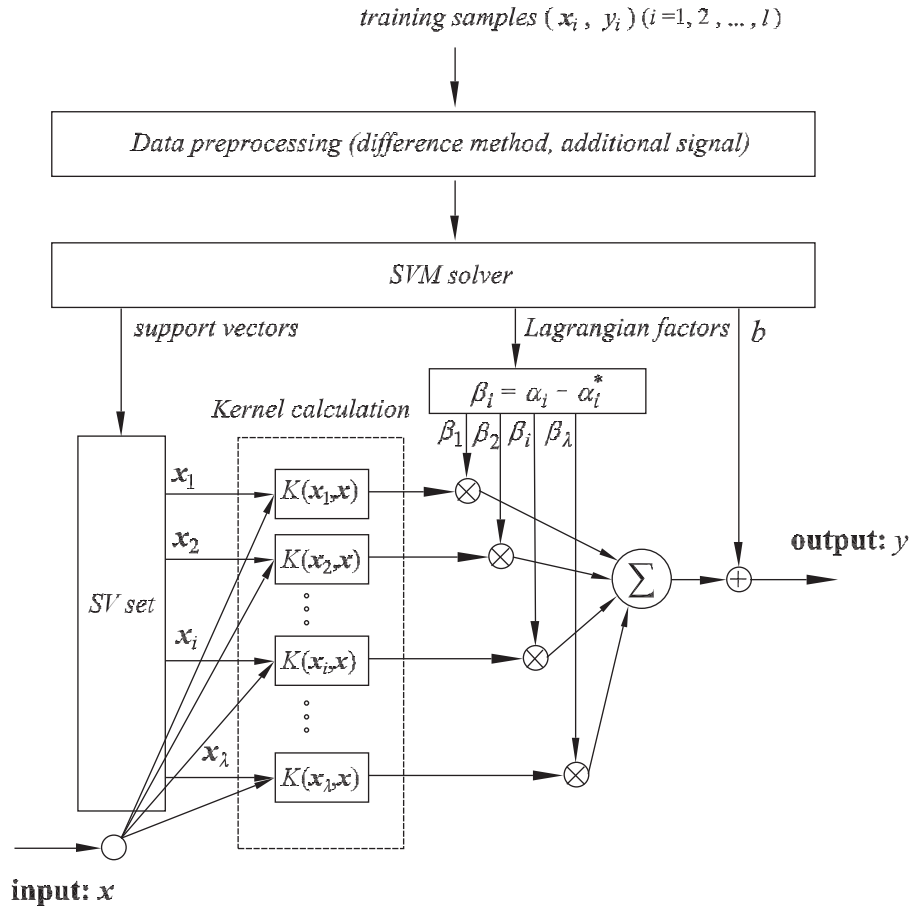 training samples (x_i, y_i) (i=1, 2, ..., l)
Data preprocessing (difference method, additional signal)
SVM solver
support vectors
Lagrangian factors
b
β_i = α_i − α_i^*
Kernel calculation
β_1 β_2 β_i β_λ
x_1
K(x_1,x)
x_2
K(x_2,x)
output: y
Σ
+
SV set
x_i
K(x_i,x)
x_λ
K(x_λ,x)
input: x